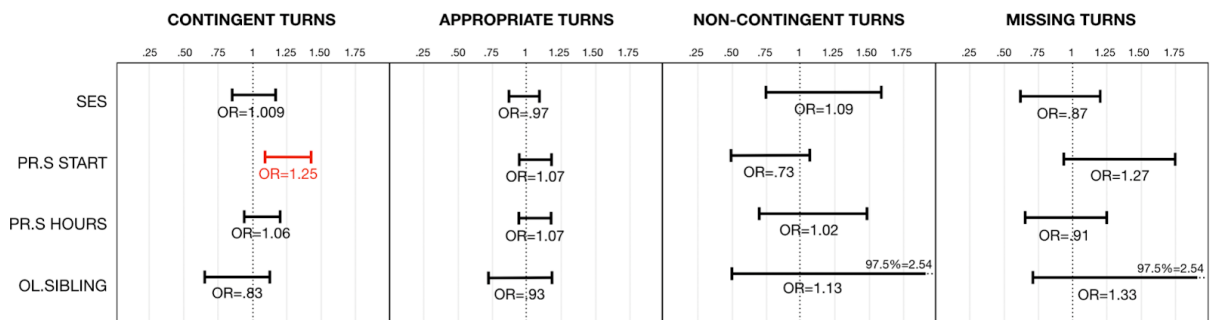 CONTINGENT TURNS APPROPRIATE TURNS NON-CONTINGENT TURNS MISSING TURNS
.25 .50 .75 1 1.25 1.50 1.75 .25 .50 .75 1 1.25 1.50 1.75 .25 .50 .75 1 1.25 1.50 1.75 .25 .50 .75 1 1.25 1.50 1.75
SES OR=1.009 OR=.97 OR=1.09 OR=.87
PR.S START OR=1.25 OR=1.07 OR=.73 OR=1.27
PR.S HOURS OR=1.06 OR=1.07 OR=1.02 OR=.91
97.5%=2.54 97.5%=2.54
OL.SIBLING OR=.83 OR=.93 OR=1.13 OR=1.33